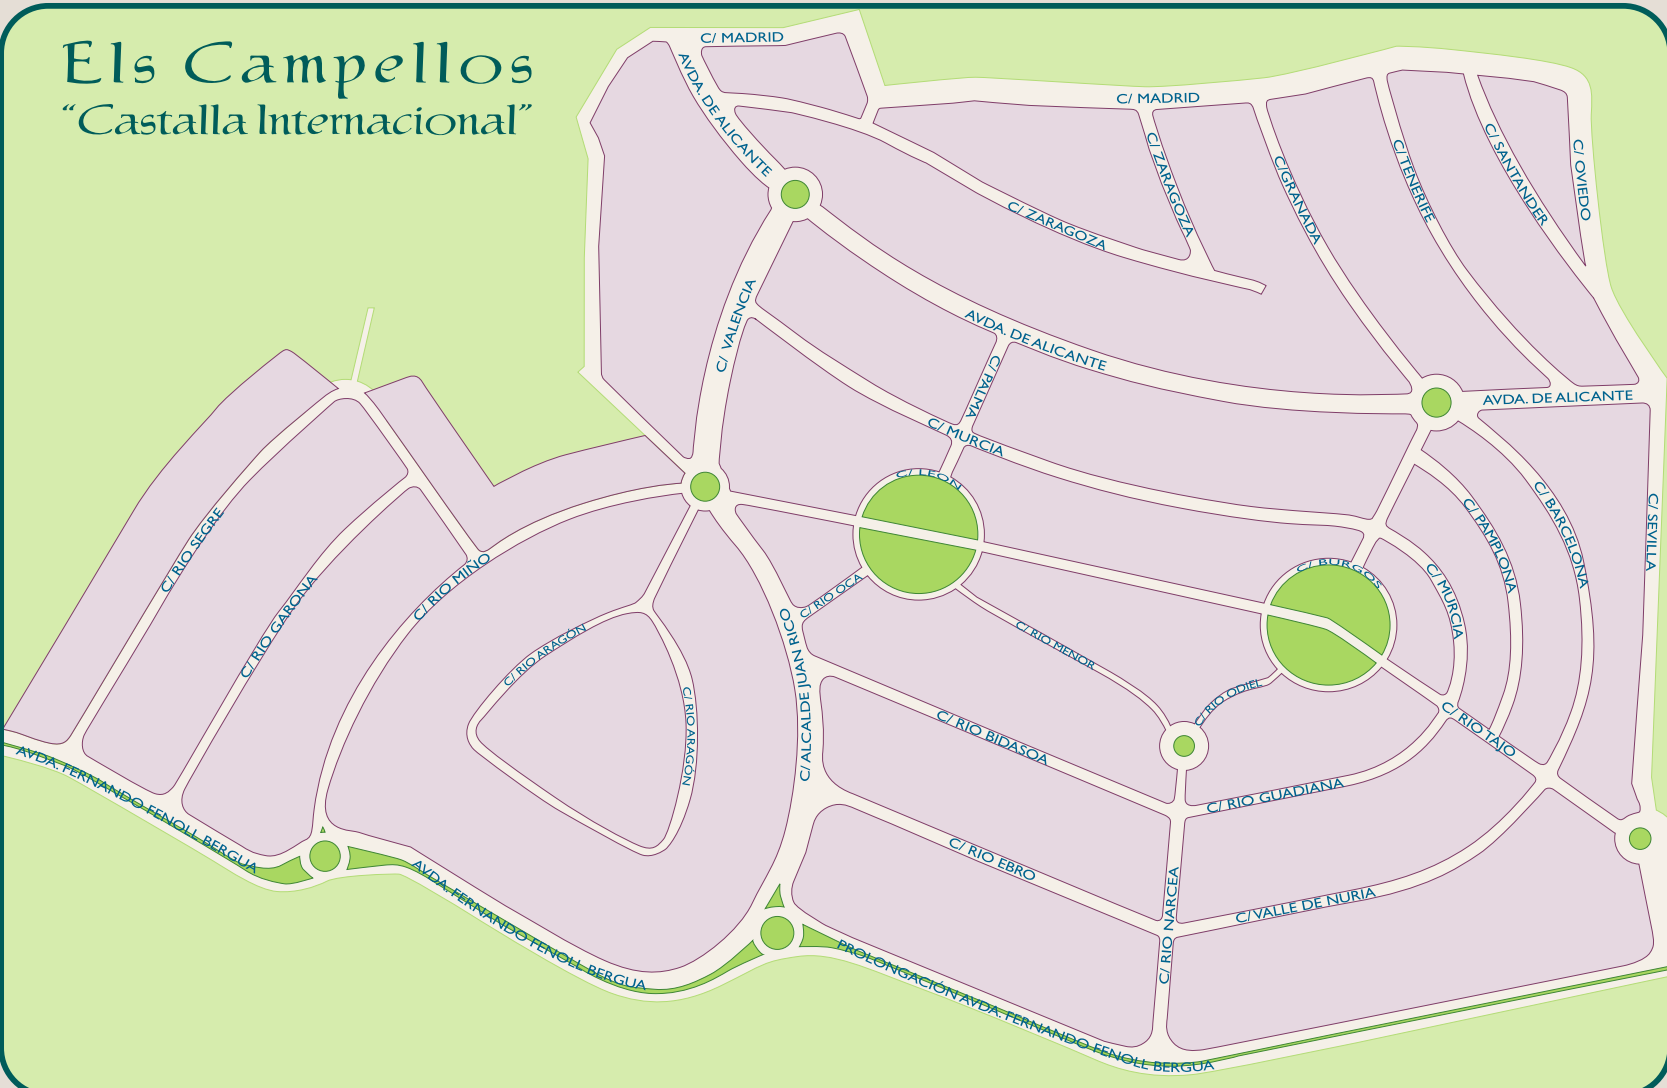 Els Campellos
“Castalla Internacional”
C/ MADRID
AVDA. DE ALICANTE
C/ MADRID
C/ ZARAGOZA
C/ ZARAGOZA
C/GRANADA
C/ TENERIFE
C/ SANTANDER
C/ OVIEDO
C/ VALENCIA
AVDA. DE ALICANTE
C/ PALMA
AVDA. DE ALICANTE
C/ MURCIA
C/ LEON
C/ PAMPLONA
C/ BARCELONA
C/ SEVILLA
C/ RIO SEGRE
C/ RIO GARONA
C/ RIO MIÑO
C/ RIO OCA
C/ BURGOS
C/ MURCIA
C/ RIO ARAGÓN
C/ RIO ARAGÓN
C/ ALCALDE JUAN RICO
C/ RIO MENOR
C/ RIO ODIEL
C/ RIO BIDASOA
C/ RIO TAJO
C/ RIO GUADIANA
AVDA. FERNANDO FENOLL BERGUA
C/ RIO EBRO
C/ VALLE DE NURIA
C/ RIO NARCEA
AVDA. FERNANDO FENOLL BERGUA
PROLONGACIÓN AVDA. FERNANDO FENOLL BERGUA